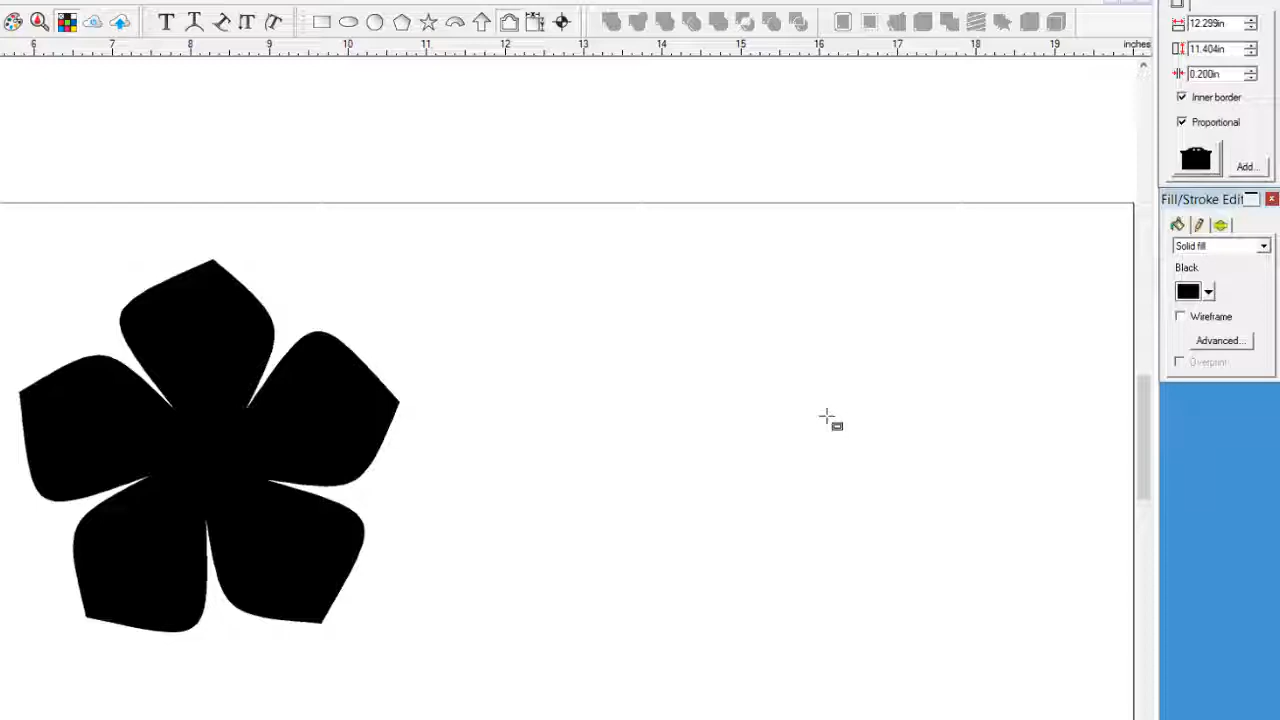 12.299in
6 7 8 9 10 11 12 13 14 15 16 17 18 19 inches
11.404in
0.200in
Inner border
Proportional
Add...
Fill/Stroke Edit
Solid fill
Black
Wireframe
Advanced...
Overprint